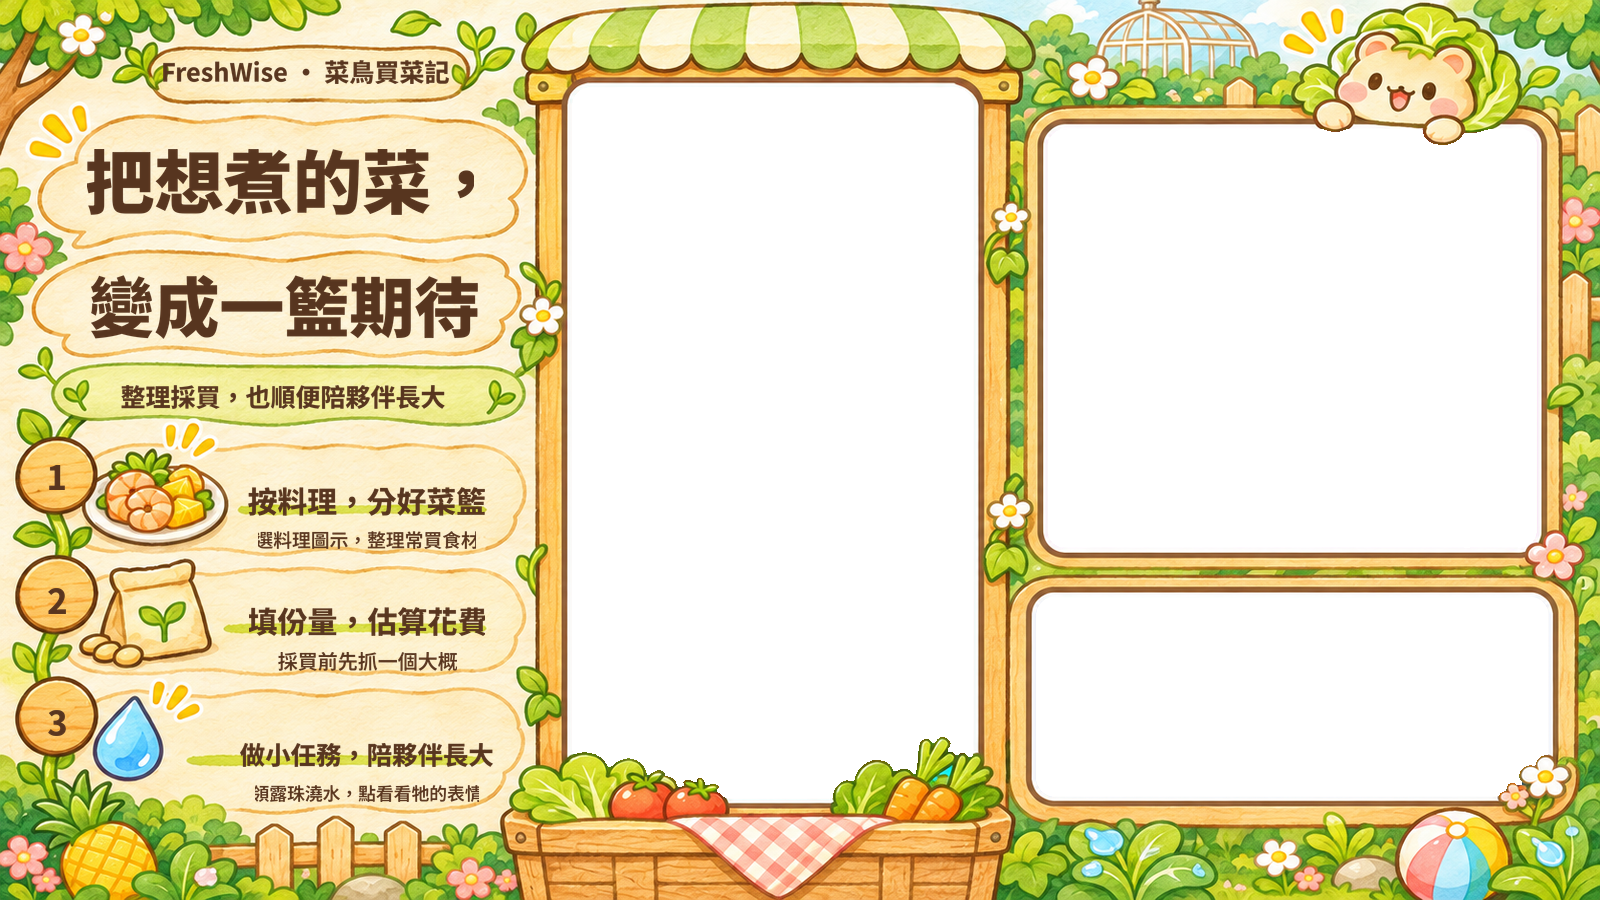 FreshWise・菜鳥買菜記
把想煮的菜，
變成一籃期待
整理採買，也順便陪夥伴長大
1
按料理，分好菜籃
選料理圖示，整理常買食材
2
填份量，估算花費
採買前先抓一個大概
3
做小任務，陪夥伴長大
領露珠澆水，點看看牠的表情